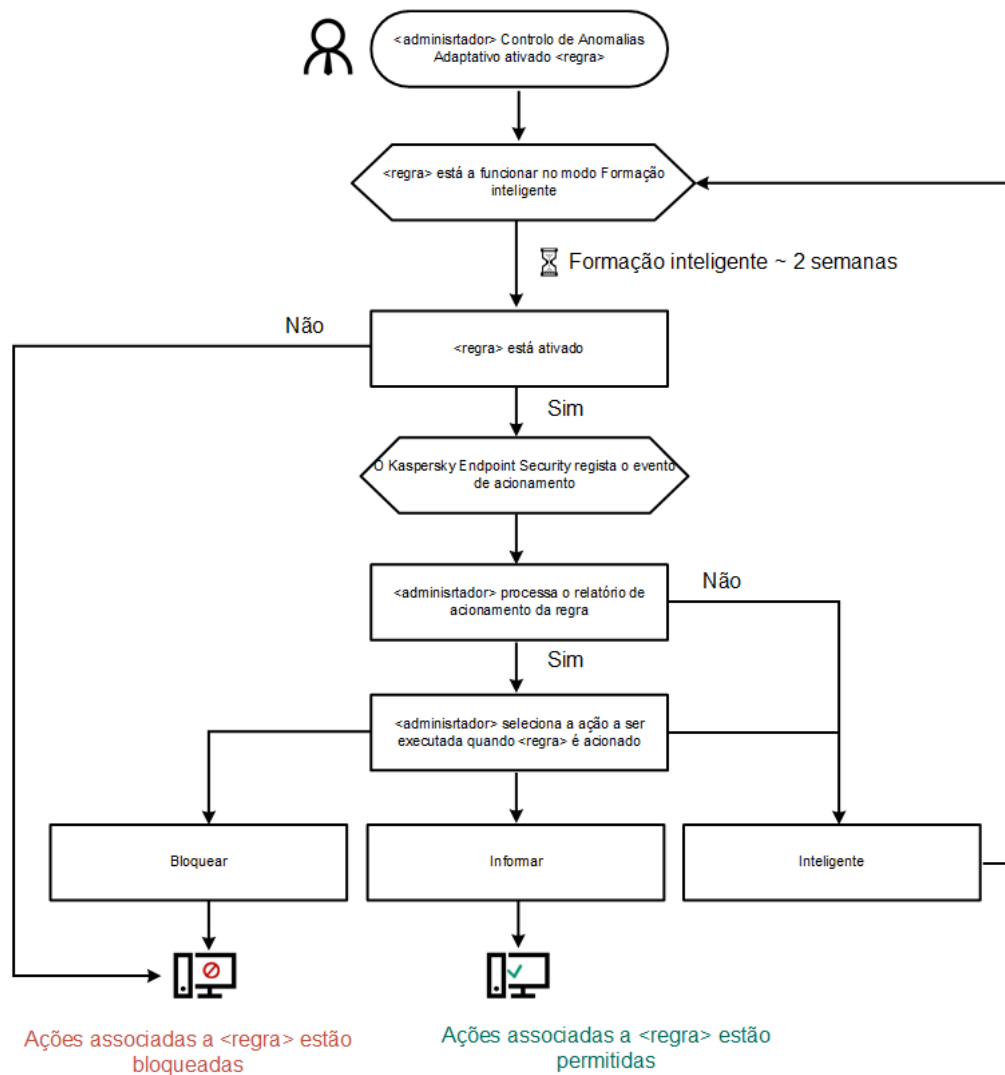 <adminisrtador> Controlo de Anomalias
Adaptativo ativado <regra>
<regra> está a funcionar no modo Formação
inteligente
Formação inteligente ~ 2 semanas
Não
<regra> está ativado
Sim
O Kaspersky Endpoint Security regista o evento
de acionamento
<adminisrtador> processa o relatório de
acionamento da regra
Não
Sim
<adminisrtador> seleciona a ação a ser
executada quando <regra> é acionado
Bloquear
Informar
Inteligente
Ações associadas a <regra> estão
bloqueadas
Ações associadas a <regra> estão
permitidas